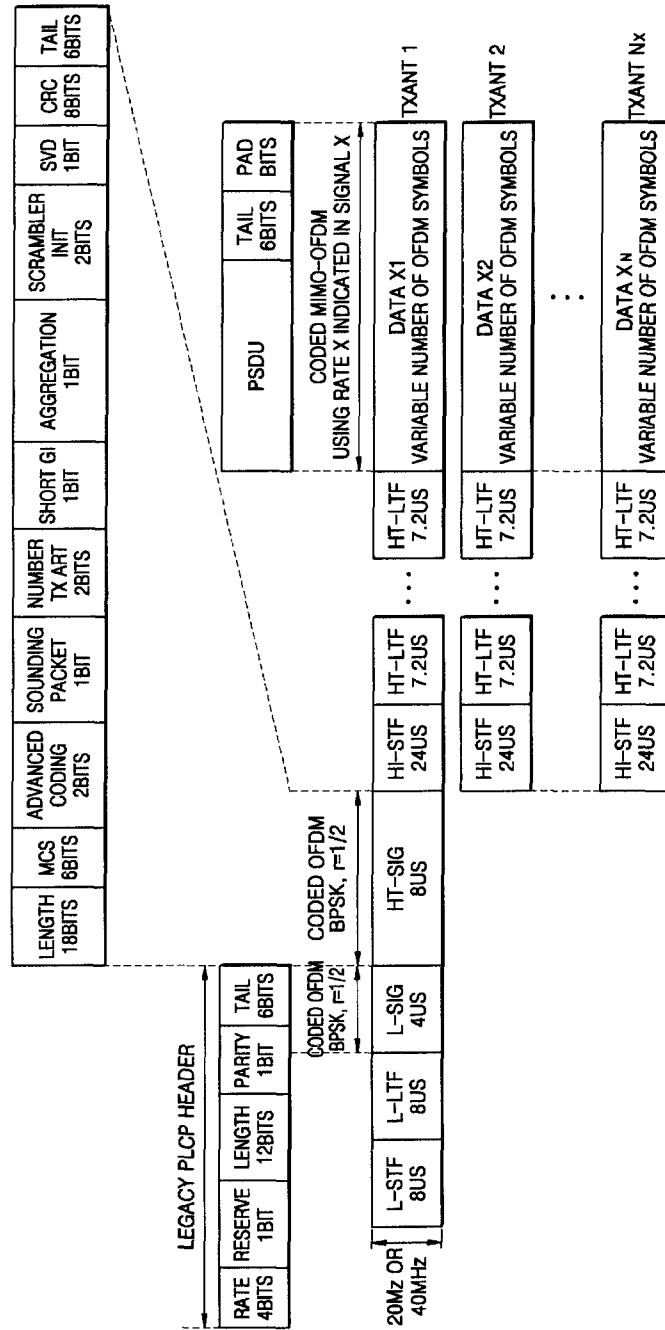 LENGTH
18BITS
MCS
6BITS
ADVANCED
CODING
2BITS
SOUNDING
PACKET
1BIT
NUMBER
TX ART
2BITS
SHORT GI
1BIT
AGGREGATION
1BIT
SCRAMBLER
INIT
2BITS
SVD
1BIT
CRC
8BITS
TAIL
6BITS
LEGACY PLCP HEADER
RATE
4BITS
RESERVE
1BIT
LENGTH
12BITS
PARITY
1BIT
TAIL
6BITS
PSDU
TAIL
6BITS
PAD
BITS
CODED OFDM
BPSK, r=1/2
CODED OFDM
BPSK, r=1/2
CODED MIMO-OFDM
USING RATE X INDICATED IN SIGNAL X
20Mz OR
40MHz
L-STF
8US
L-LTF
8US
L-SIG
4US
HT-SIG
8US
HI-STF
24US
HT-LTF
7.2US
...
HT-LTF
7.2US
DATA X1
VARIABLE NUMBER OF OFDM SYMBOLS
TXANT 1
HI-STF
24US
HT-LTF
7.2US
...
HT-LTF
7.2US
DATA X2
VARIABLE NUMBER OF OFDM SYMBOLS
TXANT 2
...
HI-STF
24US
HT-LTF
7.2US
...
HT-LTF
7.2US
DATA XN
VARIABLE NUMBER OF OFDM SYMBOLS
TXANT Nx